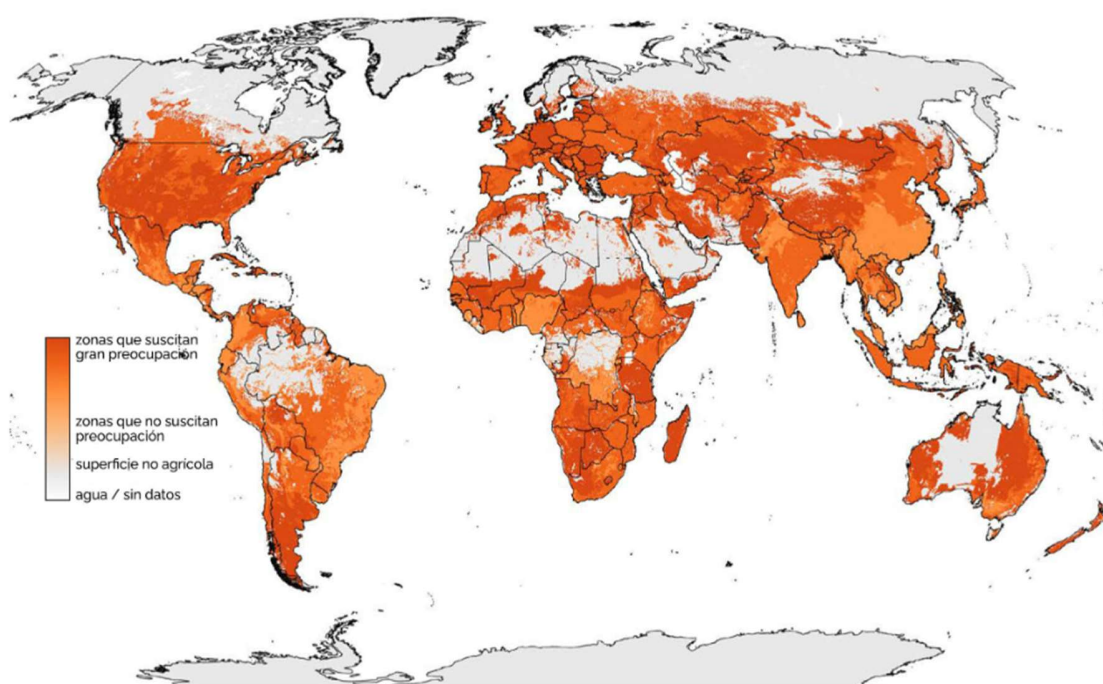 zonas que suscitan
gran preocupación
zonas que no suscitan
preocupación
superficie no agrícola
agua / sin datos